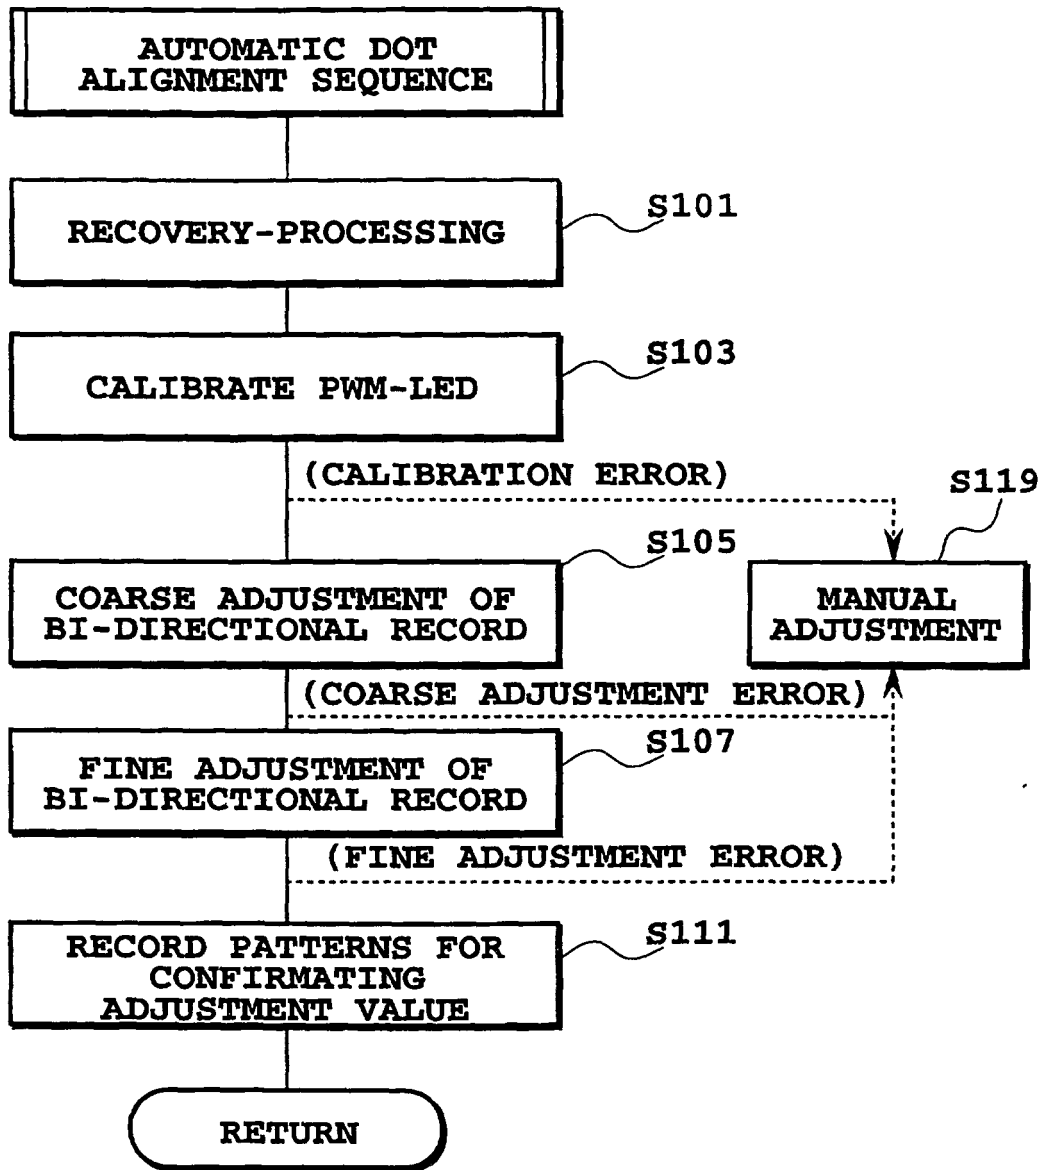 AUTOMATIC DOT
ALIGNMENT SEQUENCE
S101
RECOVERY-PROCESSING
S103
CALIBRATE PWM-LED
(CALIBRATION ERROR)
S119
S105
COARSE ADJUSTMENT OF
BI-DIRECTIONAL RECORD
MANUAL
ADJUSTMENT
(COARSE ADJUSTMENT ERROR)
S107
FINE ADJUSTMENT OF
BI-DIRECTIONAL RECORD
(FINE ADJUSTMENT ERROR)
S111
RECORD PATTERNS FOR
CONFIRMATING
ADJUSTMENT VALUE
RETURN